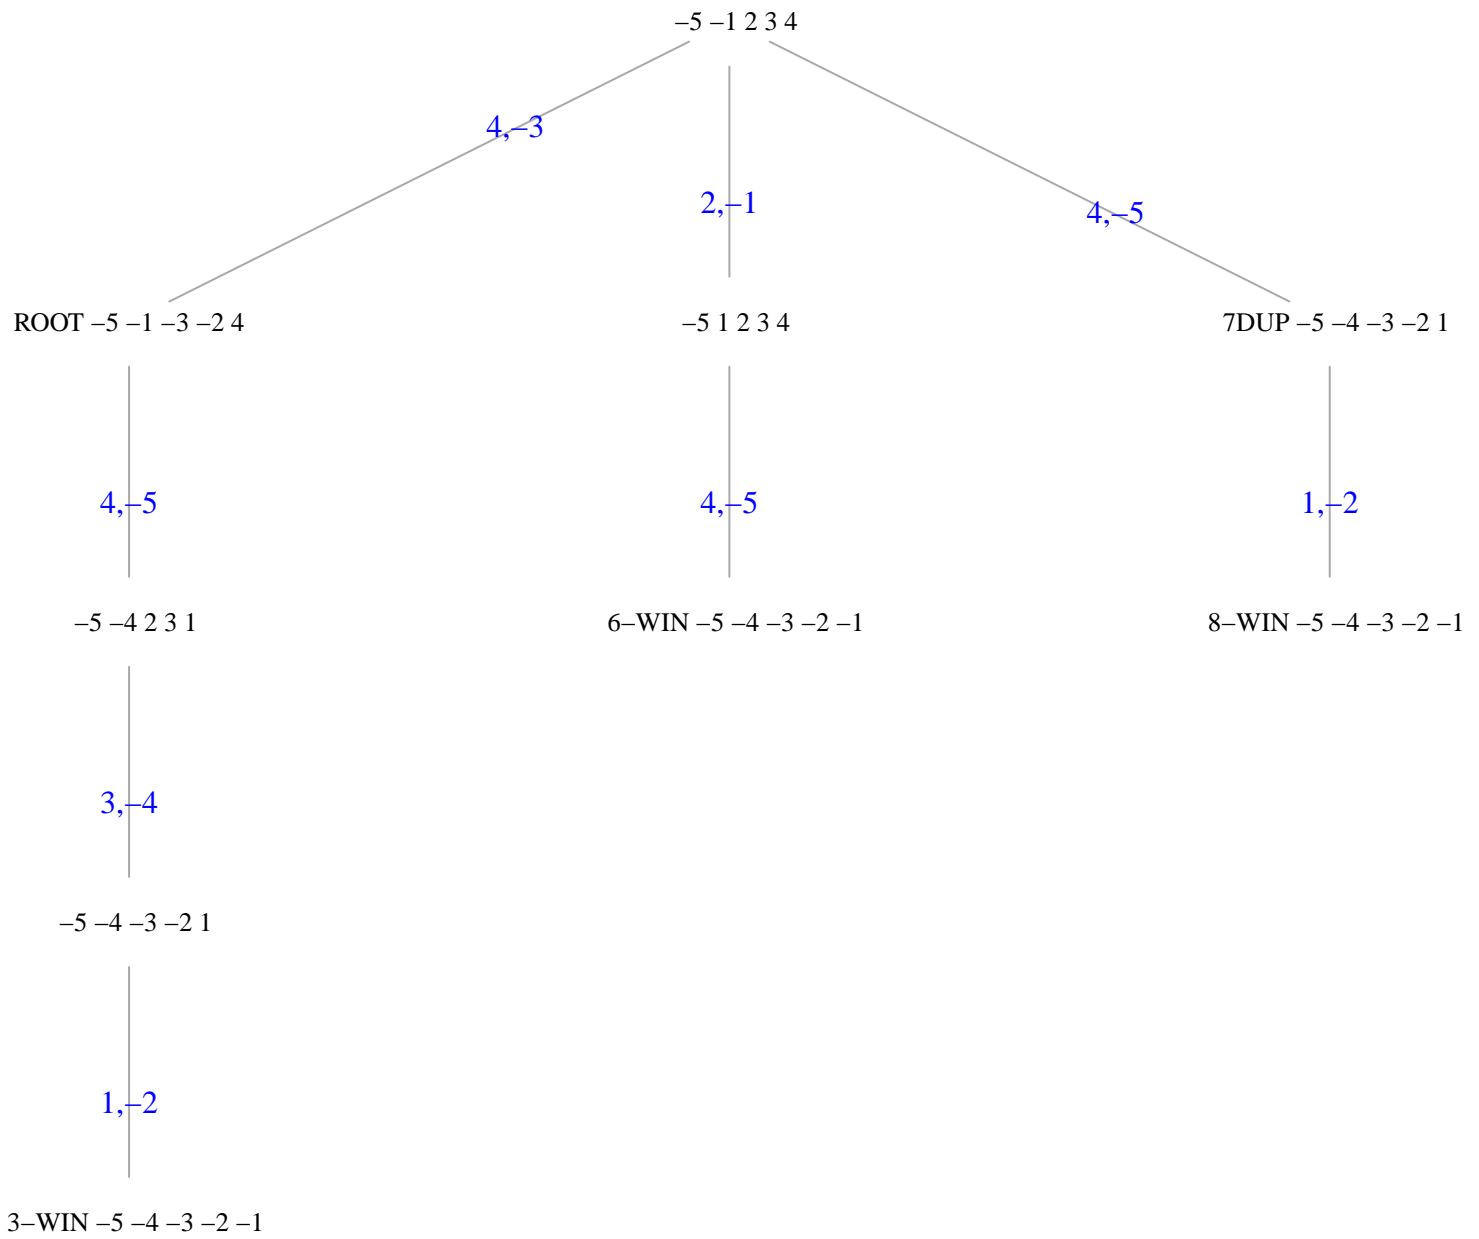 –5 –1 2 3 4
4,–3
2,–1
4,–5
ROOT –5 –1 –3 –2 4
–5 1 2 3 4
7DUP –5 –4 –3 –2 1
4,–5
4,–5
1,–2
–5 –4 2 3 1
6–WIN –5 –4 –3 –2 –1
8–WIN –5 –4 –3 –2 –1
3,–4
–5 –4 –3 –2 1
1,–2
3–WIN –5 –4 –3 –2 –1